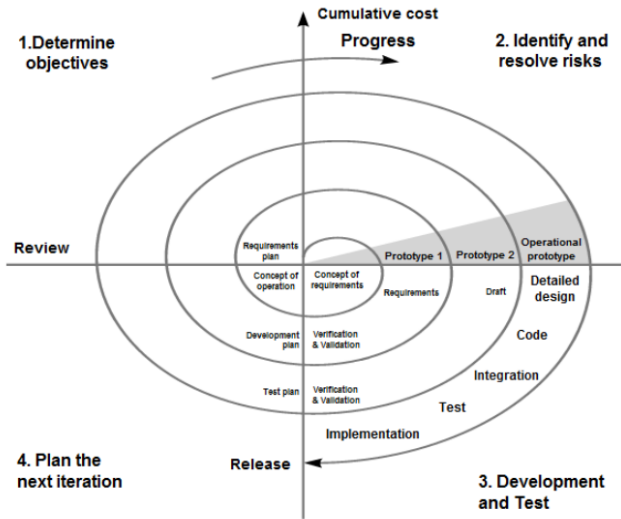 Cumulative cost
1.Determine
objectives
Progress
2. Identify and
resolve risks
Review
Requirements
plan
Prototype 1
Prototype 2
Operational
prototype
Concept of
operation
Concept of
requirements
Requirements
Draft
Detailed
design
Development
plan
Verification
& Validation
Code
Integration
Test plan
Verification
& Validation
Test
Implementation
4. Plan the
next iteration
Release
3. Development
and Test